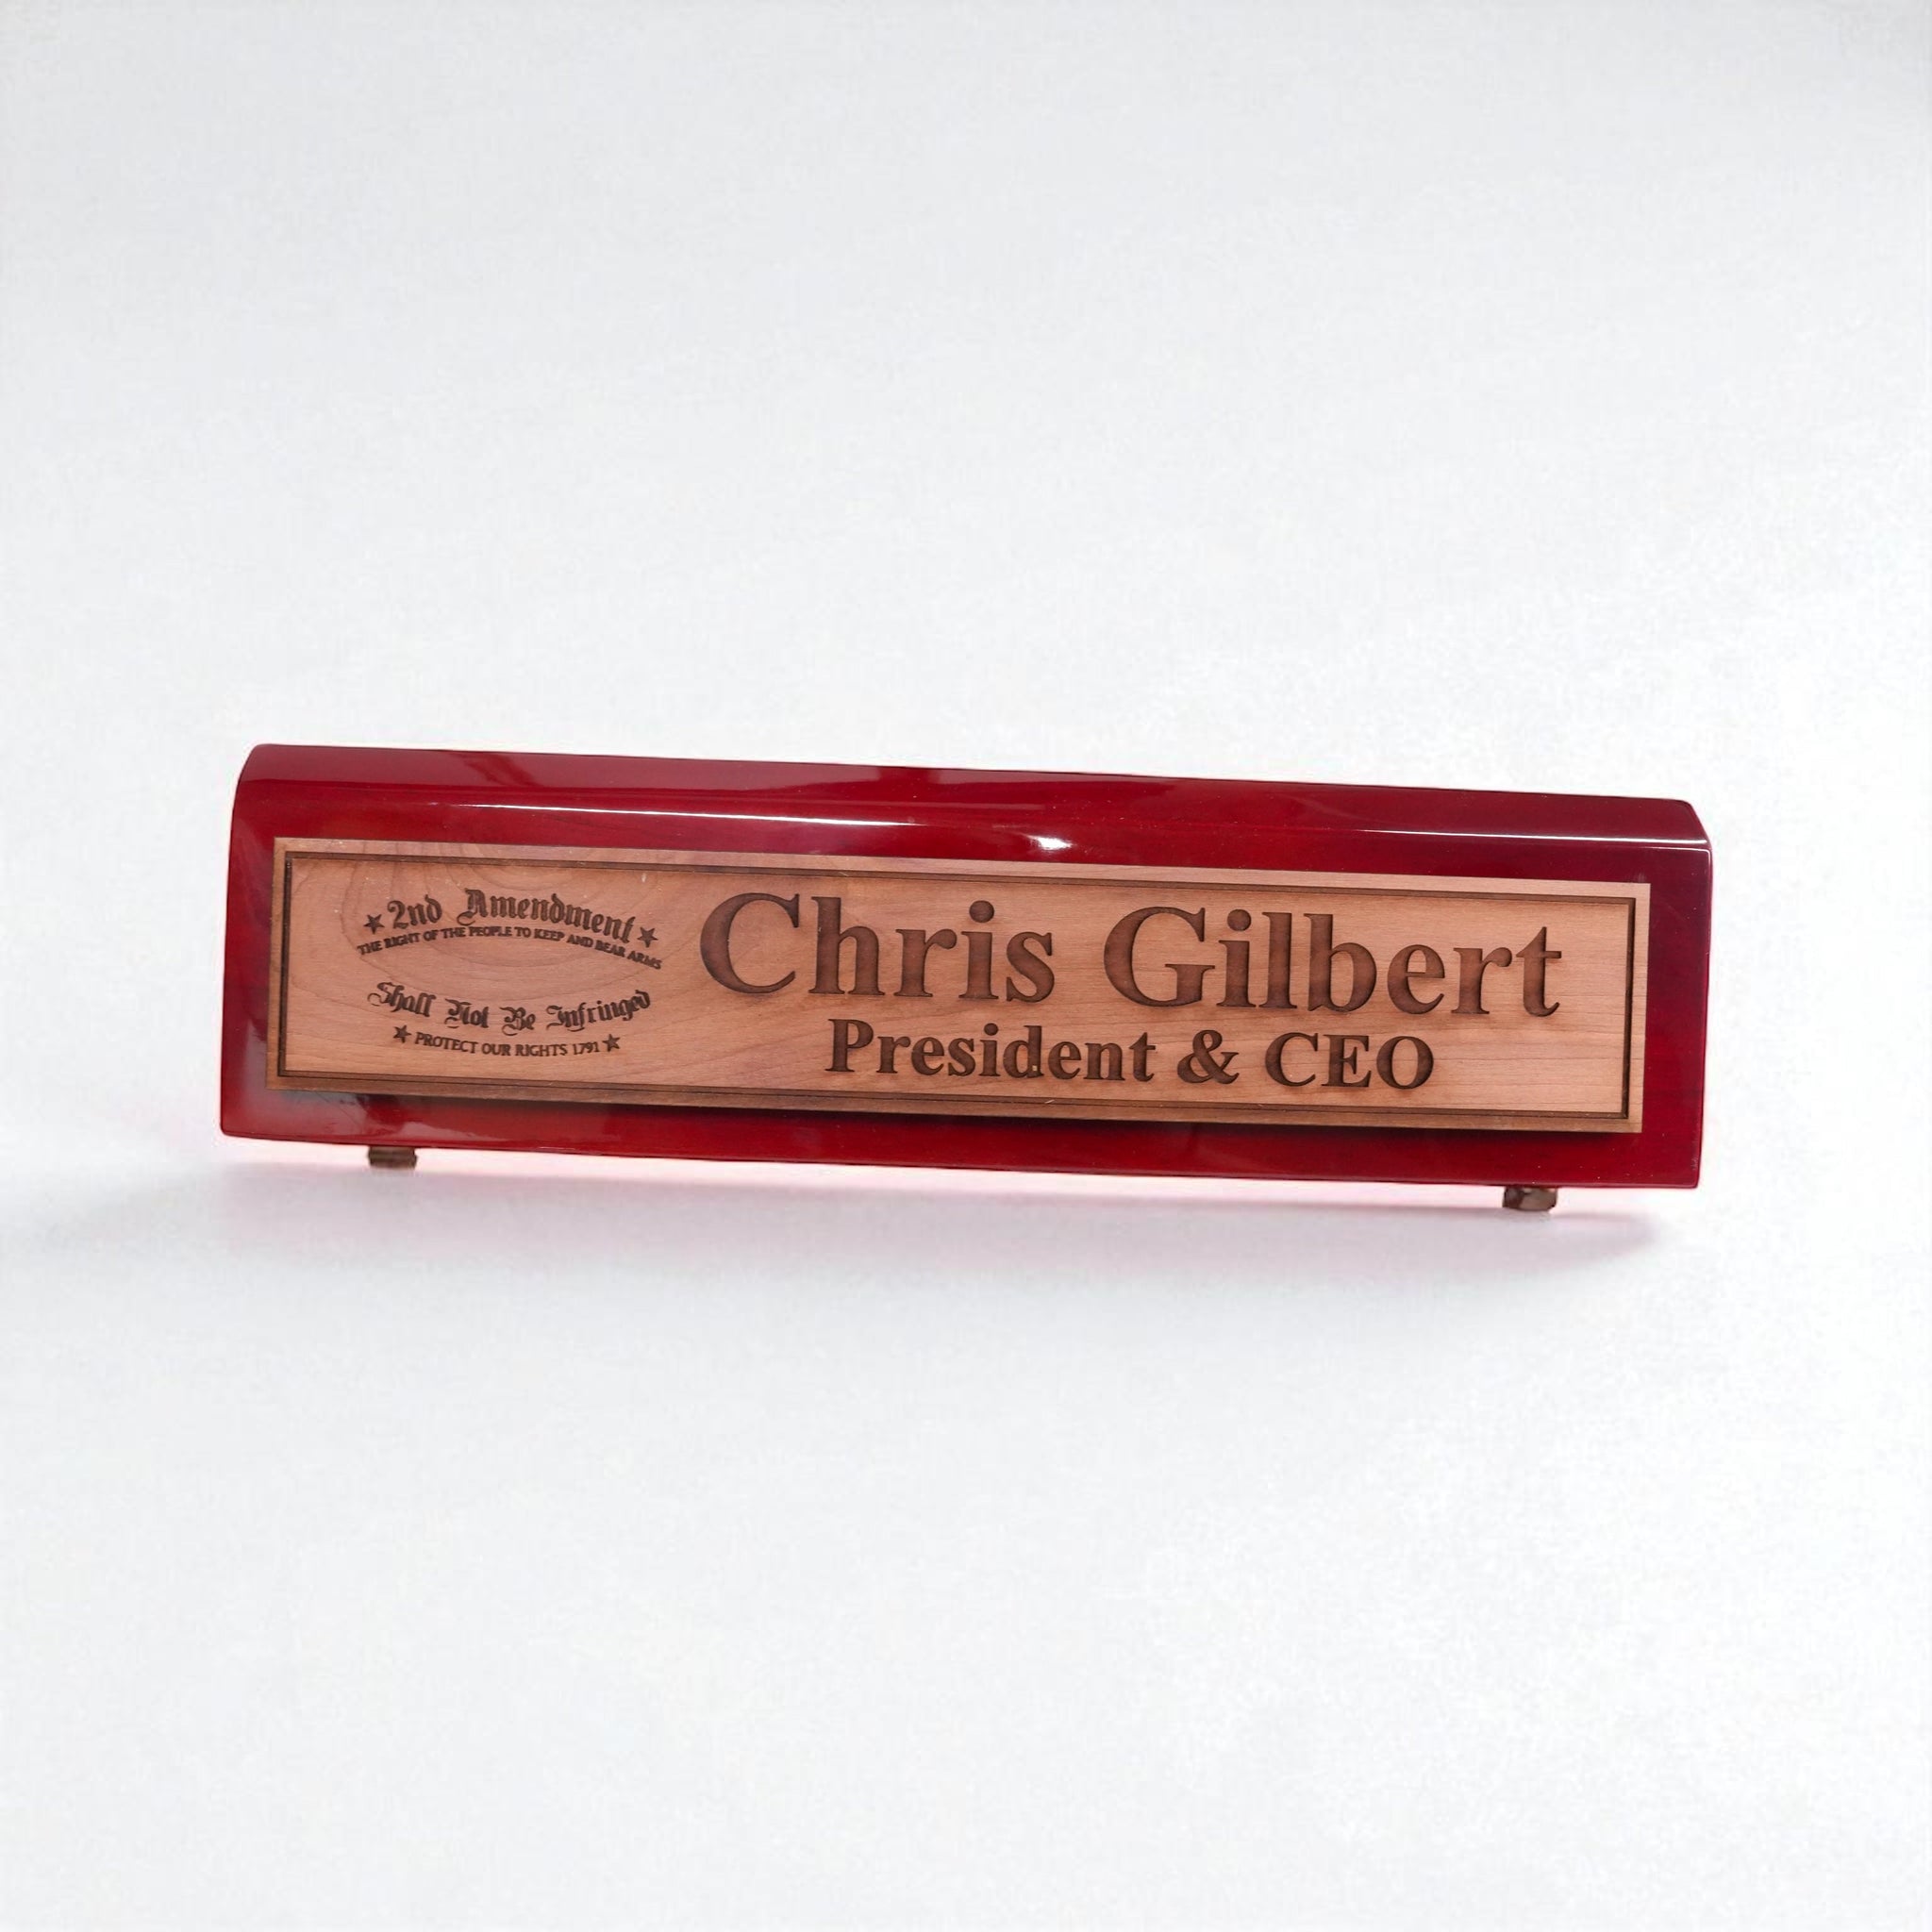 2nd Amendment
THE RIGHT OF THE PEOPLE TO KEEP AND BEAR ARMS
Shall Not Be Infringed
PROTECT OUR RIGHTS 1791
Chris Gilbert
President & CEO